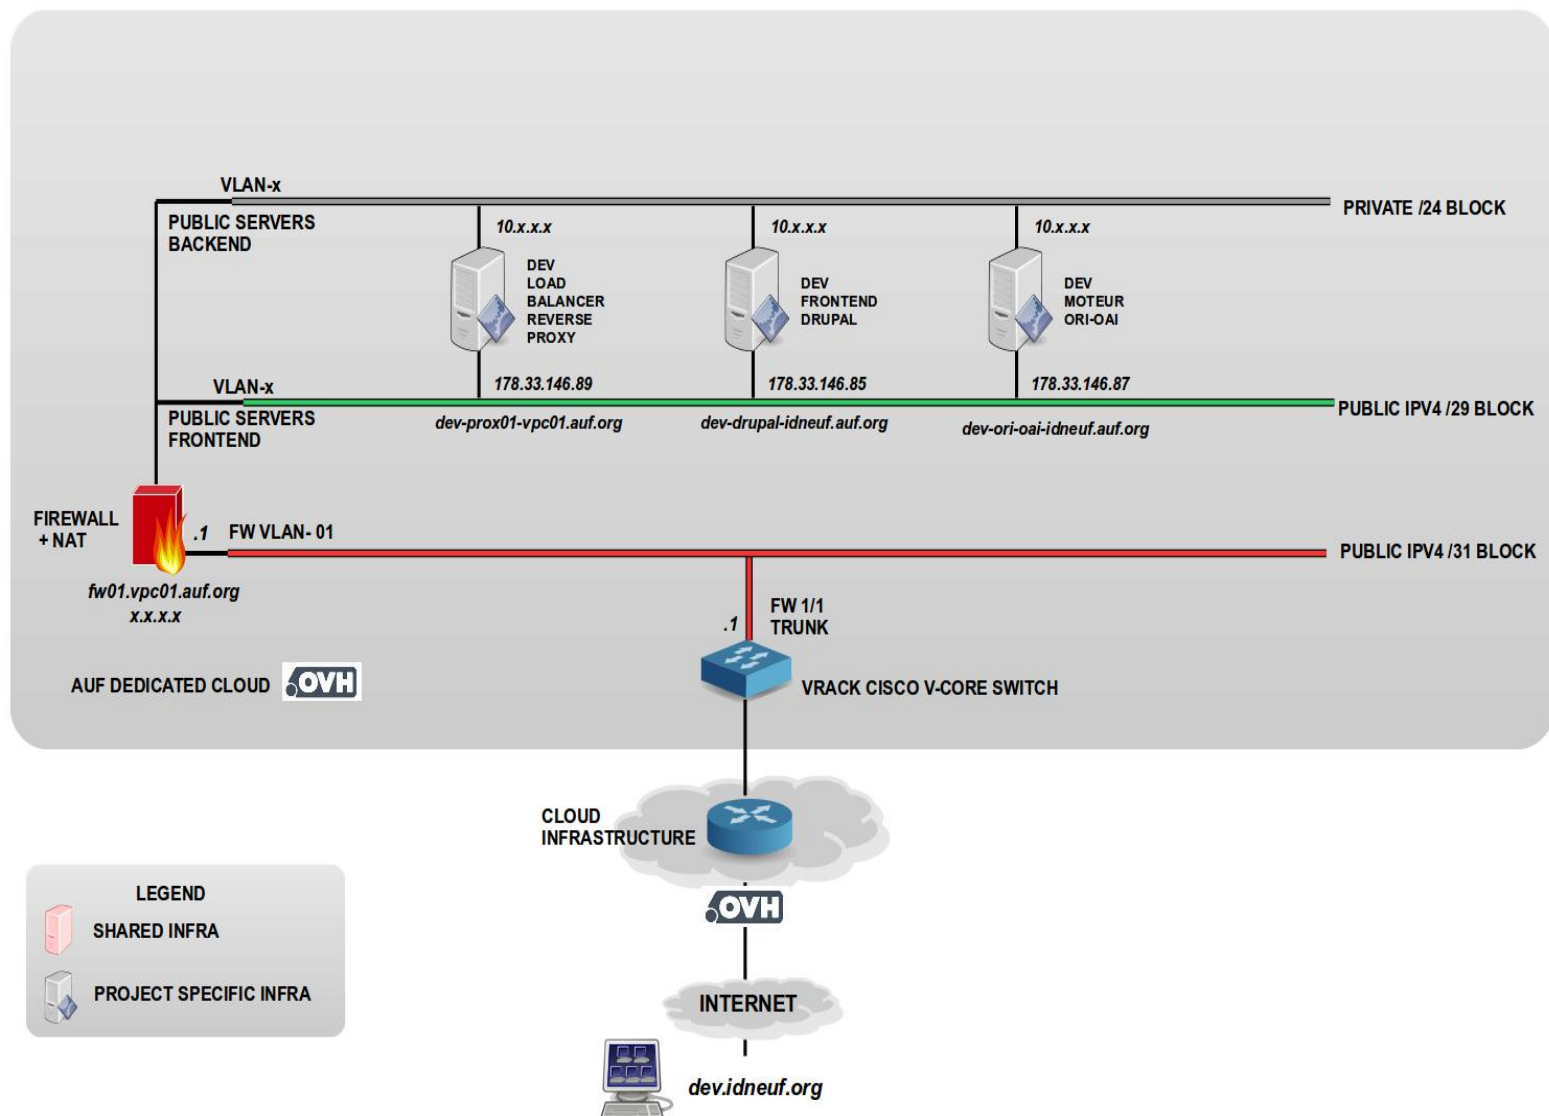 VLAN-x
PUBLIC SERVERS
BACKEND
PRIVATE /24 BLOCK
10.x.x.x
10.x.x.x
10.x.x.x
DEV
LOAD
BALANCER
REVERSE
PROXY
DEV
FRONTEND
DRUPAL
DEV
MOTEUR
ORI-OAI
178.33.146.89
178.33.146.85
178.33.146.87
VLAN-x
PUBLIC SERVERS
FRONTEND
PUBLIC IPV4 /29 BLOCK
dev-prox01-vpc01.auf.org
dev-drupal-idneuf.auf.org
dev-ori-oai-idneuf.auf.org
FIREWALL
+ NAT
.1
FW VLAN- 01
PUBLIC IPV4 /31 BLOCK
fw01.vpc01.auf.org
x.x.x.x
FW 1/1
TRUNK
.1
AUF DEDICATED CLOUD
OVH
VRACK CISCO V-CORE SWITCH
CLOUD
INFRASTRUCTURE
OVH
LEGEND
SHARED INFRA
PROJECT SPECIFIC INFRA
INTERNET
dev.idneuf.org